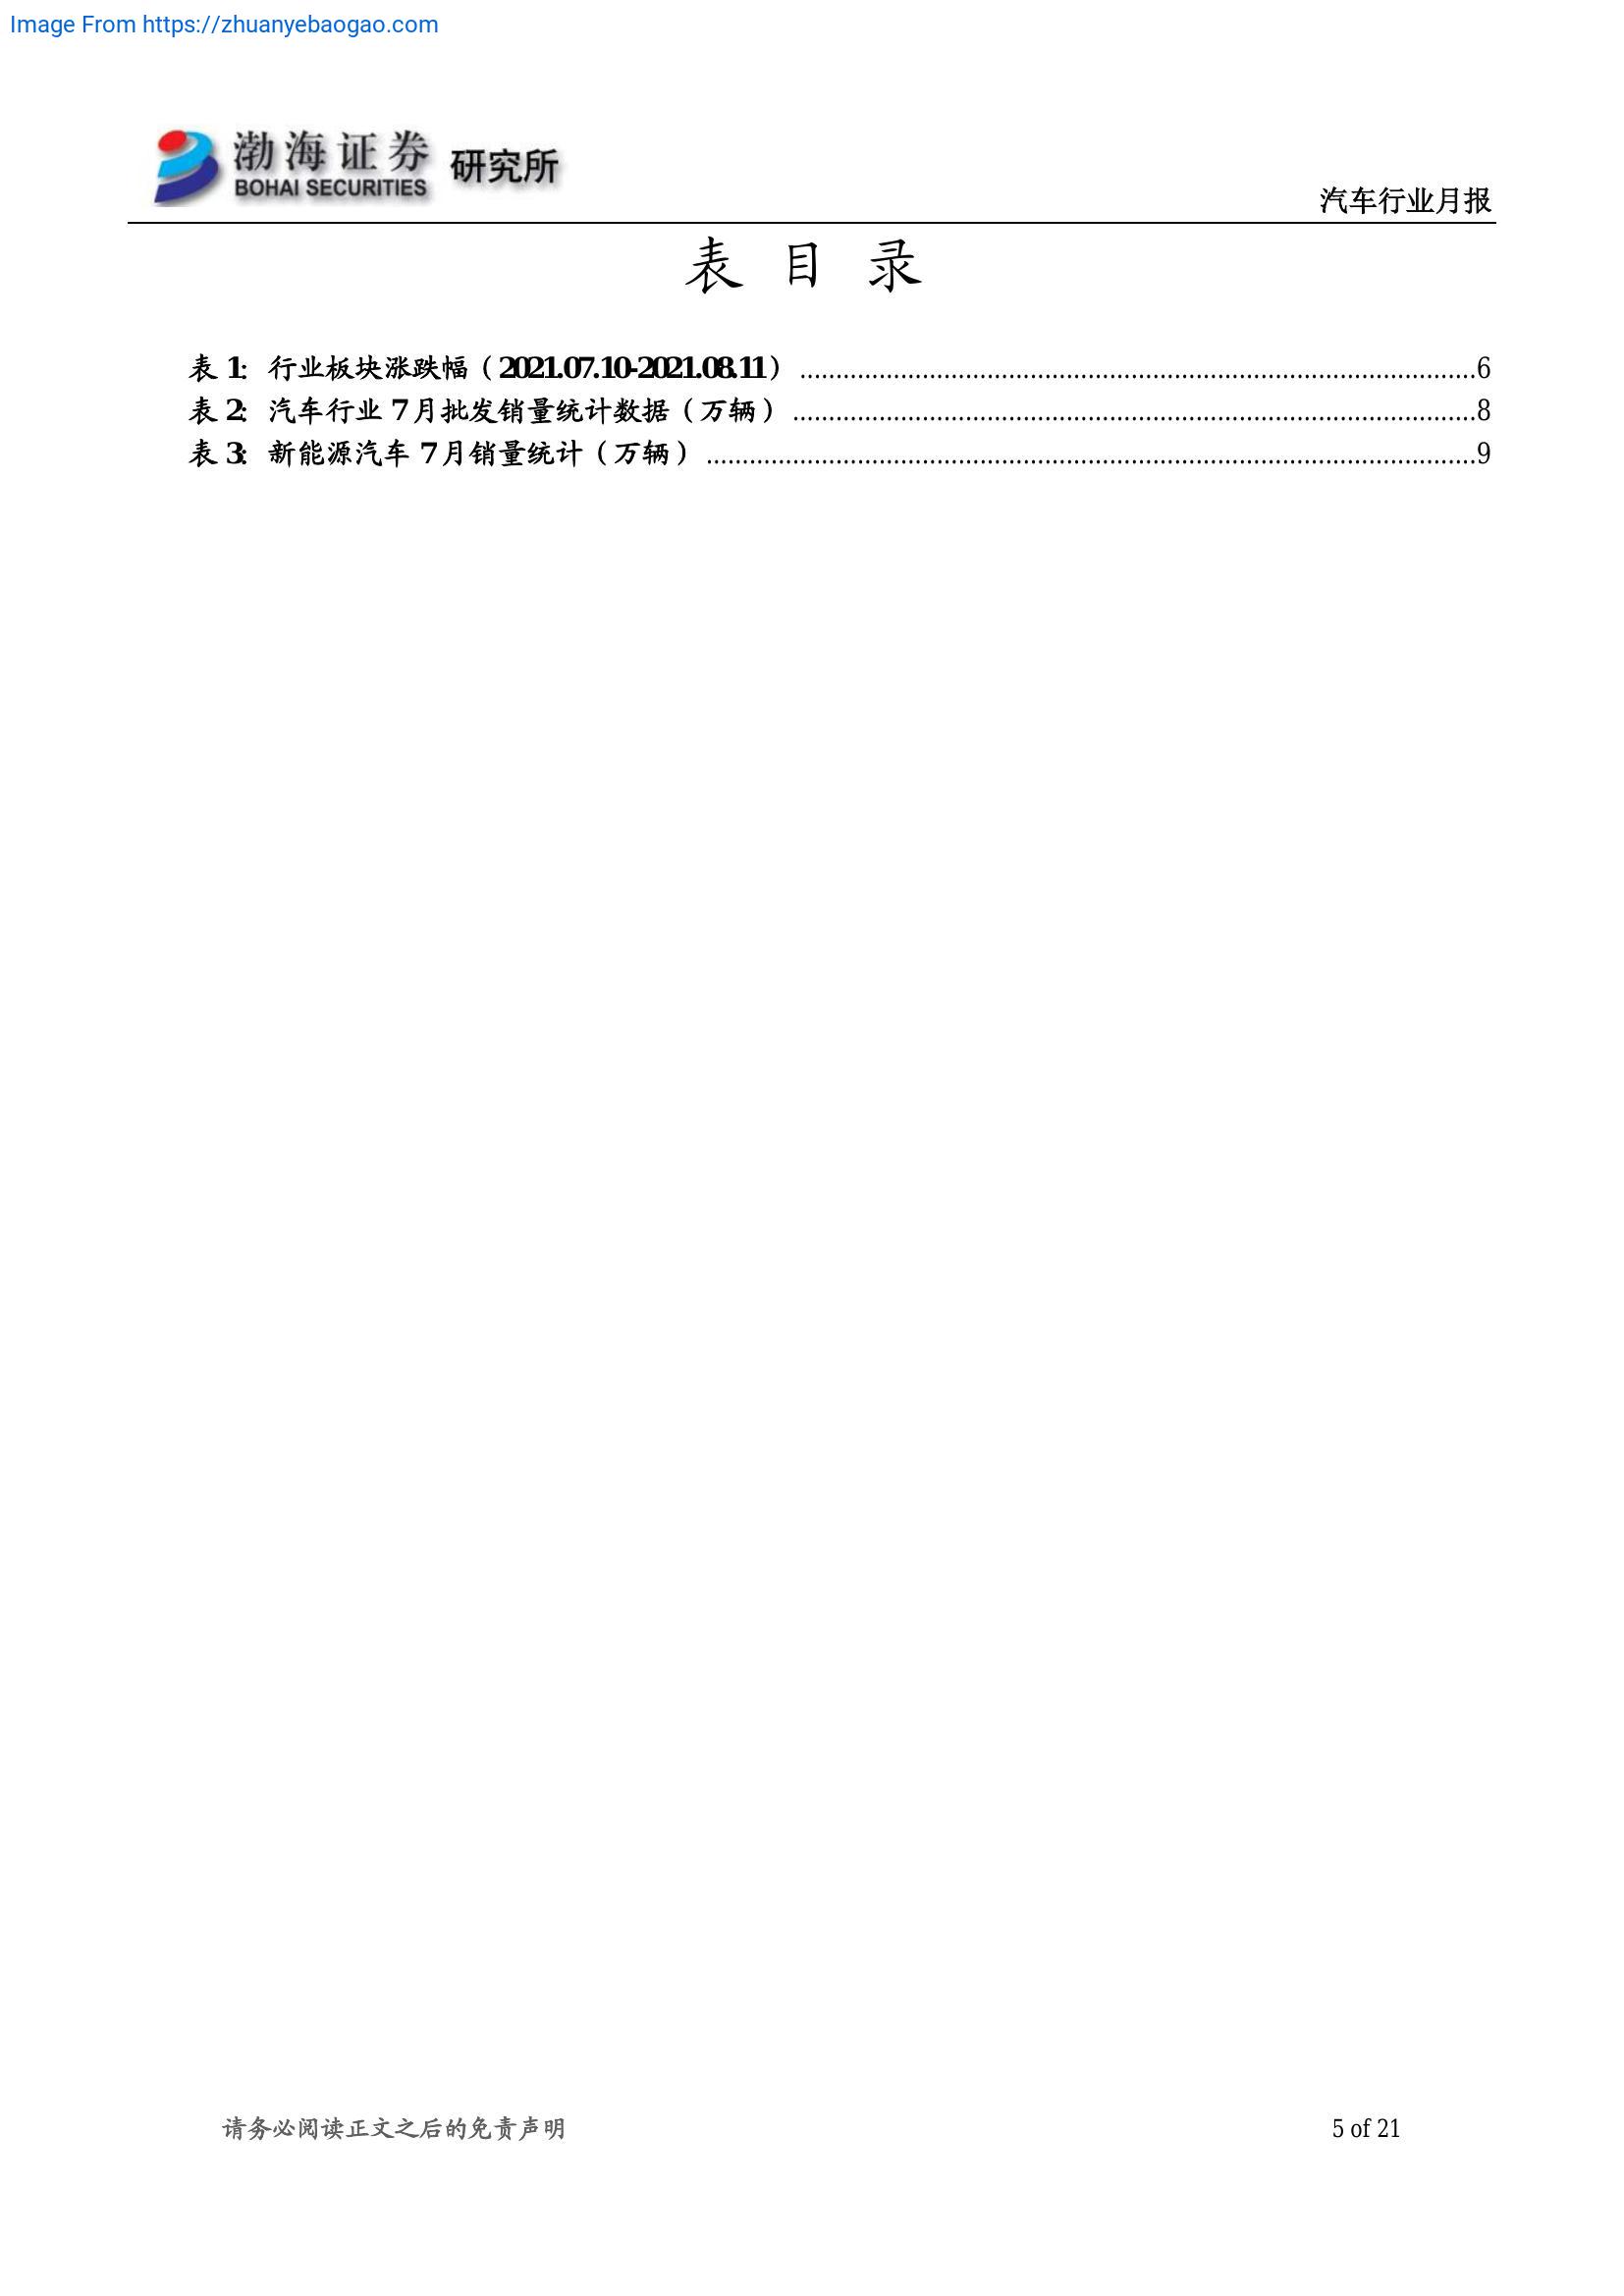 Image From https://zhuanyebaogao.com
渤海证券 研究所
BOHAI SECURITIES
汽车行业月报
表 目 录
表 1: 行业板块涨跌幅（2021.07.10-2021.08.11）................................................................................................6
表 2: 汽车行业 7 月批发销量统计数据（万辆）................................................................................................8
表 3: 新能源汽车 7 月销量统计（万辆）............................................................................................................9
请务必阅读正文之后的免责声明
5 of 21